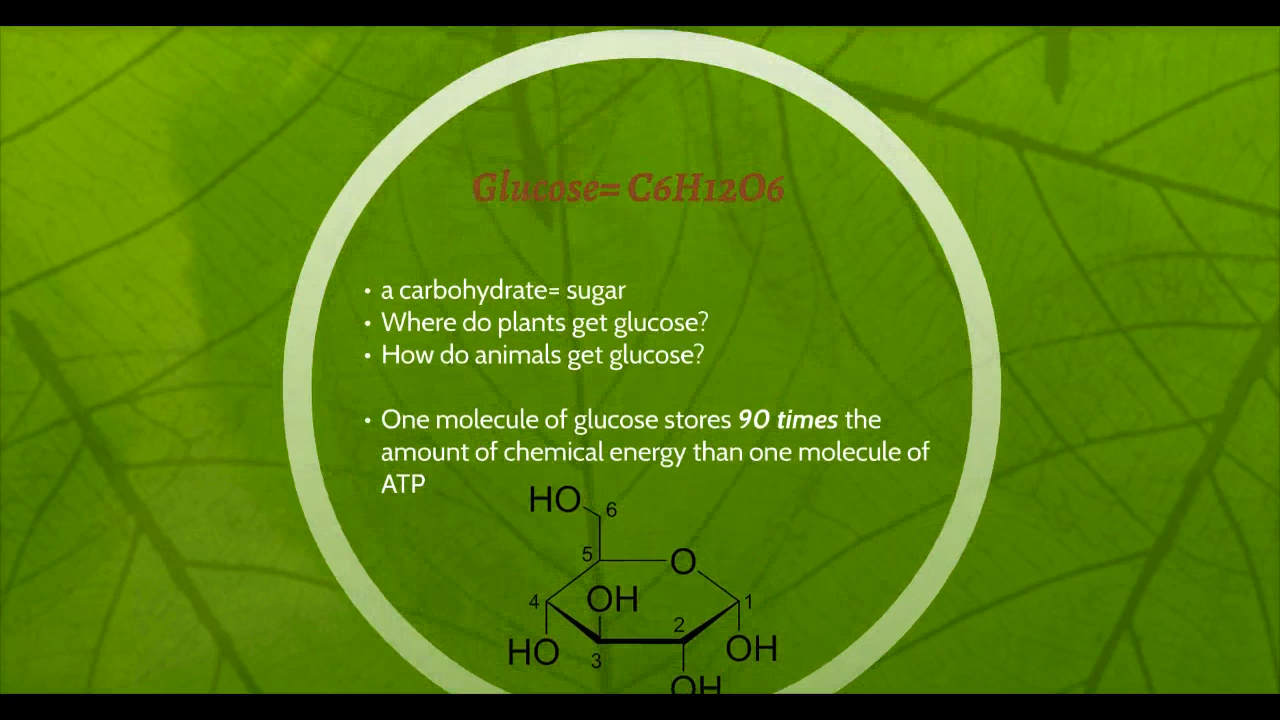 Glucose= C6H12O6
• a carbohydrate= sugar
• Where do plants get glucose?
• How do animals get glucose?
• One molecule of glucose stores 90 times the
amount of chemical energy than one molecule of
ATP
HO 6
5 O
4 OH 1
2
HO 3 OH
OH